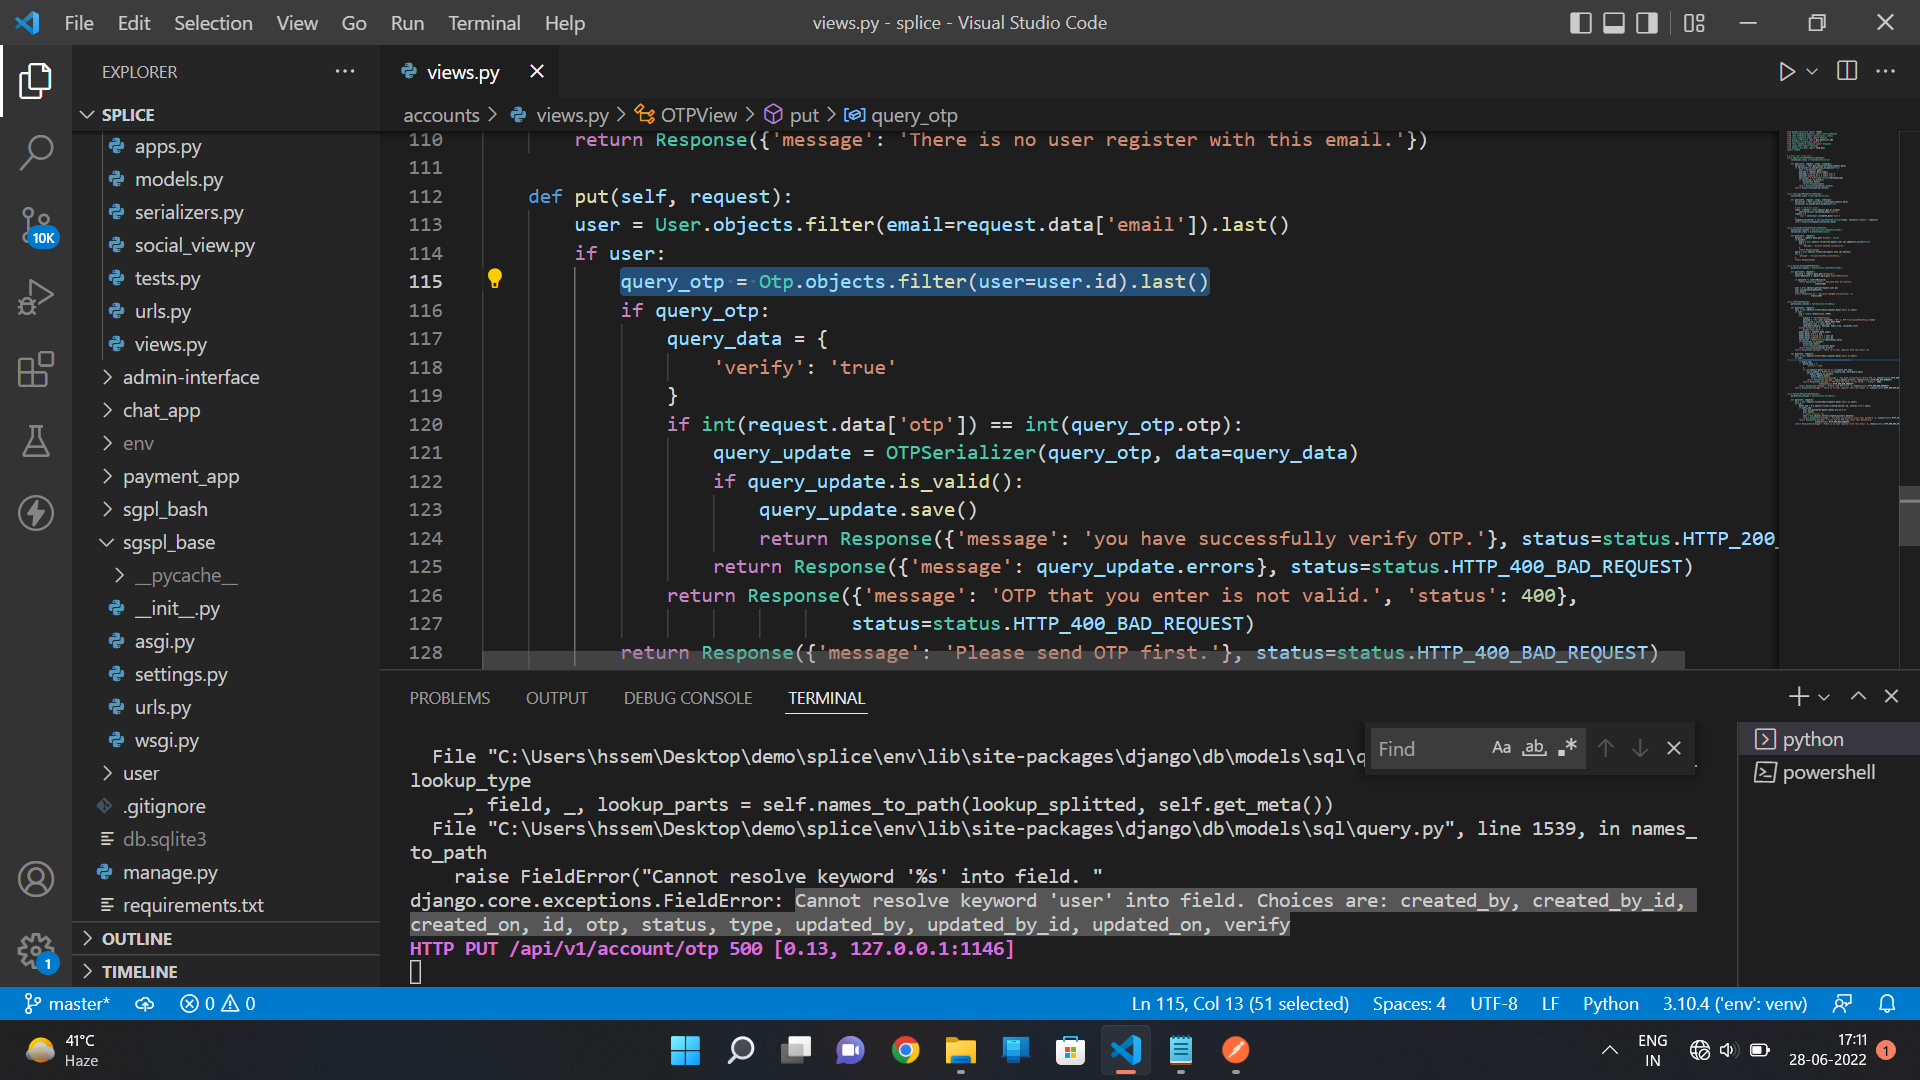 File Edit Selection View Go Run Terminal Help
views.py - splice - Visual Studio Code
EXPLORER
SPLICE
apps.py
models.py
serializers.py
social_view.py
tests.py
urls.py
views.py
admin-interface
chat_app
env
payment_app
sgpl_bash
sgspl_base
__pycache__
__init__.py
asgi.py
settings.py
urls.py
wsgi.py
user
.gitignore
db.sqlite3
manage.py
requirements.txt
OUTLINE
TIMELINE
10K
1
views.py
accounts > views.py > OTPView > put > query_otp
110 return Response({'message': 'There is no user register with this email.'})
111
112 def put(self, request):
113 user = User.objects.filter(email=request.data['email']).last()
114 if user:
115 query_otp = Otp.objects.filter(user=user.id).last()
116 if query_otp:
117 query_data = {
118 'verify': 'true'
119 }
120 if int(request.data['otp']) == int(query_otp.otp):
121 query_update = OTPSerializer(query_otp, data=query_data)
122 if query_update.is_valid():
123 query_update.save()
124 return Response({'message': 'you have successfully verify OTP.'}, status=status.HTTP_200_
125 return Response({'message': query_update.errors}, status=status.HTTP_400_BAD_REQUEST)
126 return Response({'message': 'OTP that you enter is not valid.', 'status': 400},
127 status=status.HTTP_400_BAD_REQUEST)
128 return Response({'message': 'Please send OTP first.'}, status=status.HTTP_400_BAD_REQUEST)
PROBLEMS OUTPUT DEBUG CONSOLE TERMINAL
Find Aa ab .*
python
powershell
File "C:\Users\hssem\Desktop\demo\splice\env\lib\site-packages\django\db\models\sql\q
lookup_type
_, field, _, lookup_parts = self.names_to_path(lookup_splitted, self.get_meta())
File "C:\Users\hssem\Desktop\demo\splice\env\lib\site-packages\django\db\models\sql\query.py", line 1539, in names_
to_path
raise FieldError("Cannot resolve keyword '%s' into field. "
django.core.exceptions.FieldError: Cannot resolve keyword 'user' into field. Choices are: created_by, created_by_id,
created_on, id, otp, status, type, updated_by, updated_by_id, updated_on, verify
HTTP PUT /api/v1/account/otp 500 [0.13, 127.0.0.1:1146]
master* 0 0 Ln 115, Col 13 (51 selected) Spaces: 4 UTF-8 LF Python 3.10.4 ('env': venv)
41°C
Haze
ENG
IN
17:11
28-06-2022
1